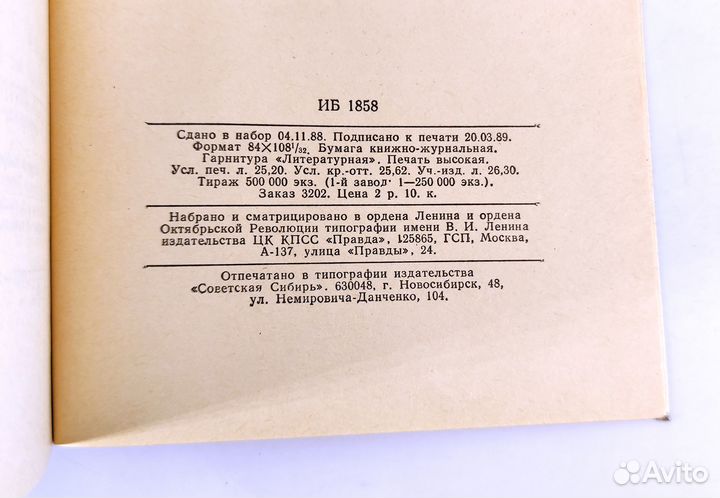 ИБ 1858
Сдано в набор 04.11.88. Подписано к печати 20.03.89.
Формат 84×108¹/₃₂. Бумага книжно-журнальная.
Гарнитура «Литературная». Печать высокая.
Усл. печ. л. 25,20. Усл. кр.-отт. 25,62. Уч.-изд. л. 26,30.
Тираж 500 000 экз. (1-й завод· 1—250 000 экз.).
Заказ 3202. Цена 2 р. 10. к.
Набрано и сматрицировано в ордена Ленина и ордена
Октябрьской Революции типографии имени В. И. Ленина
издательства ЦК КПСС «Правда», 125865, ГСП, Москва,
А-137, улица «Правды», 24.
Отпечатано в типографии издательства
«Советская Сибирь». 630048, г. Новосибирск, 48,
ул. Немировича-Данченко, 104.
Avito